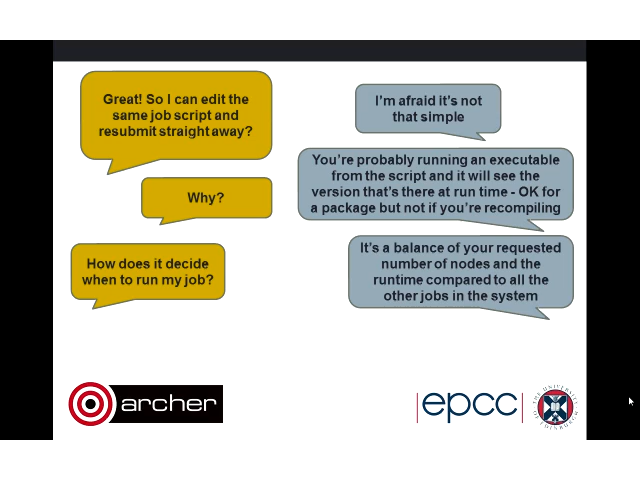 Great! So I can edit the
same job script and
resubmit straight away?
I'm afraid it's not
that simple
Why?
You're probably running an executable
from the script and it will see the
version that's there at run time - OK for
a package but not if you're recompiling
How does it decide
when to run my job?
It's a balance of your requested
number of nodes and the
runtime compared to all the
other jobs in the system
archer
epcc
THE UNIVERSITY OF EDINBURGH